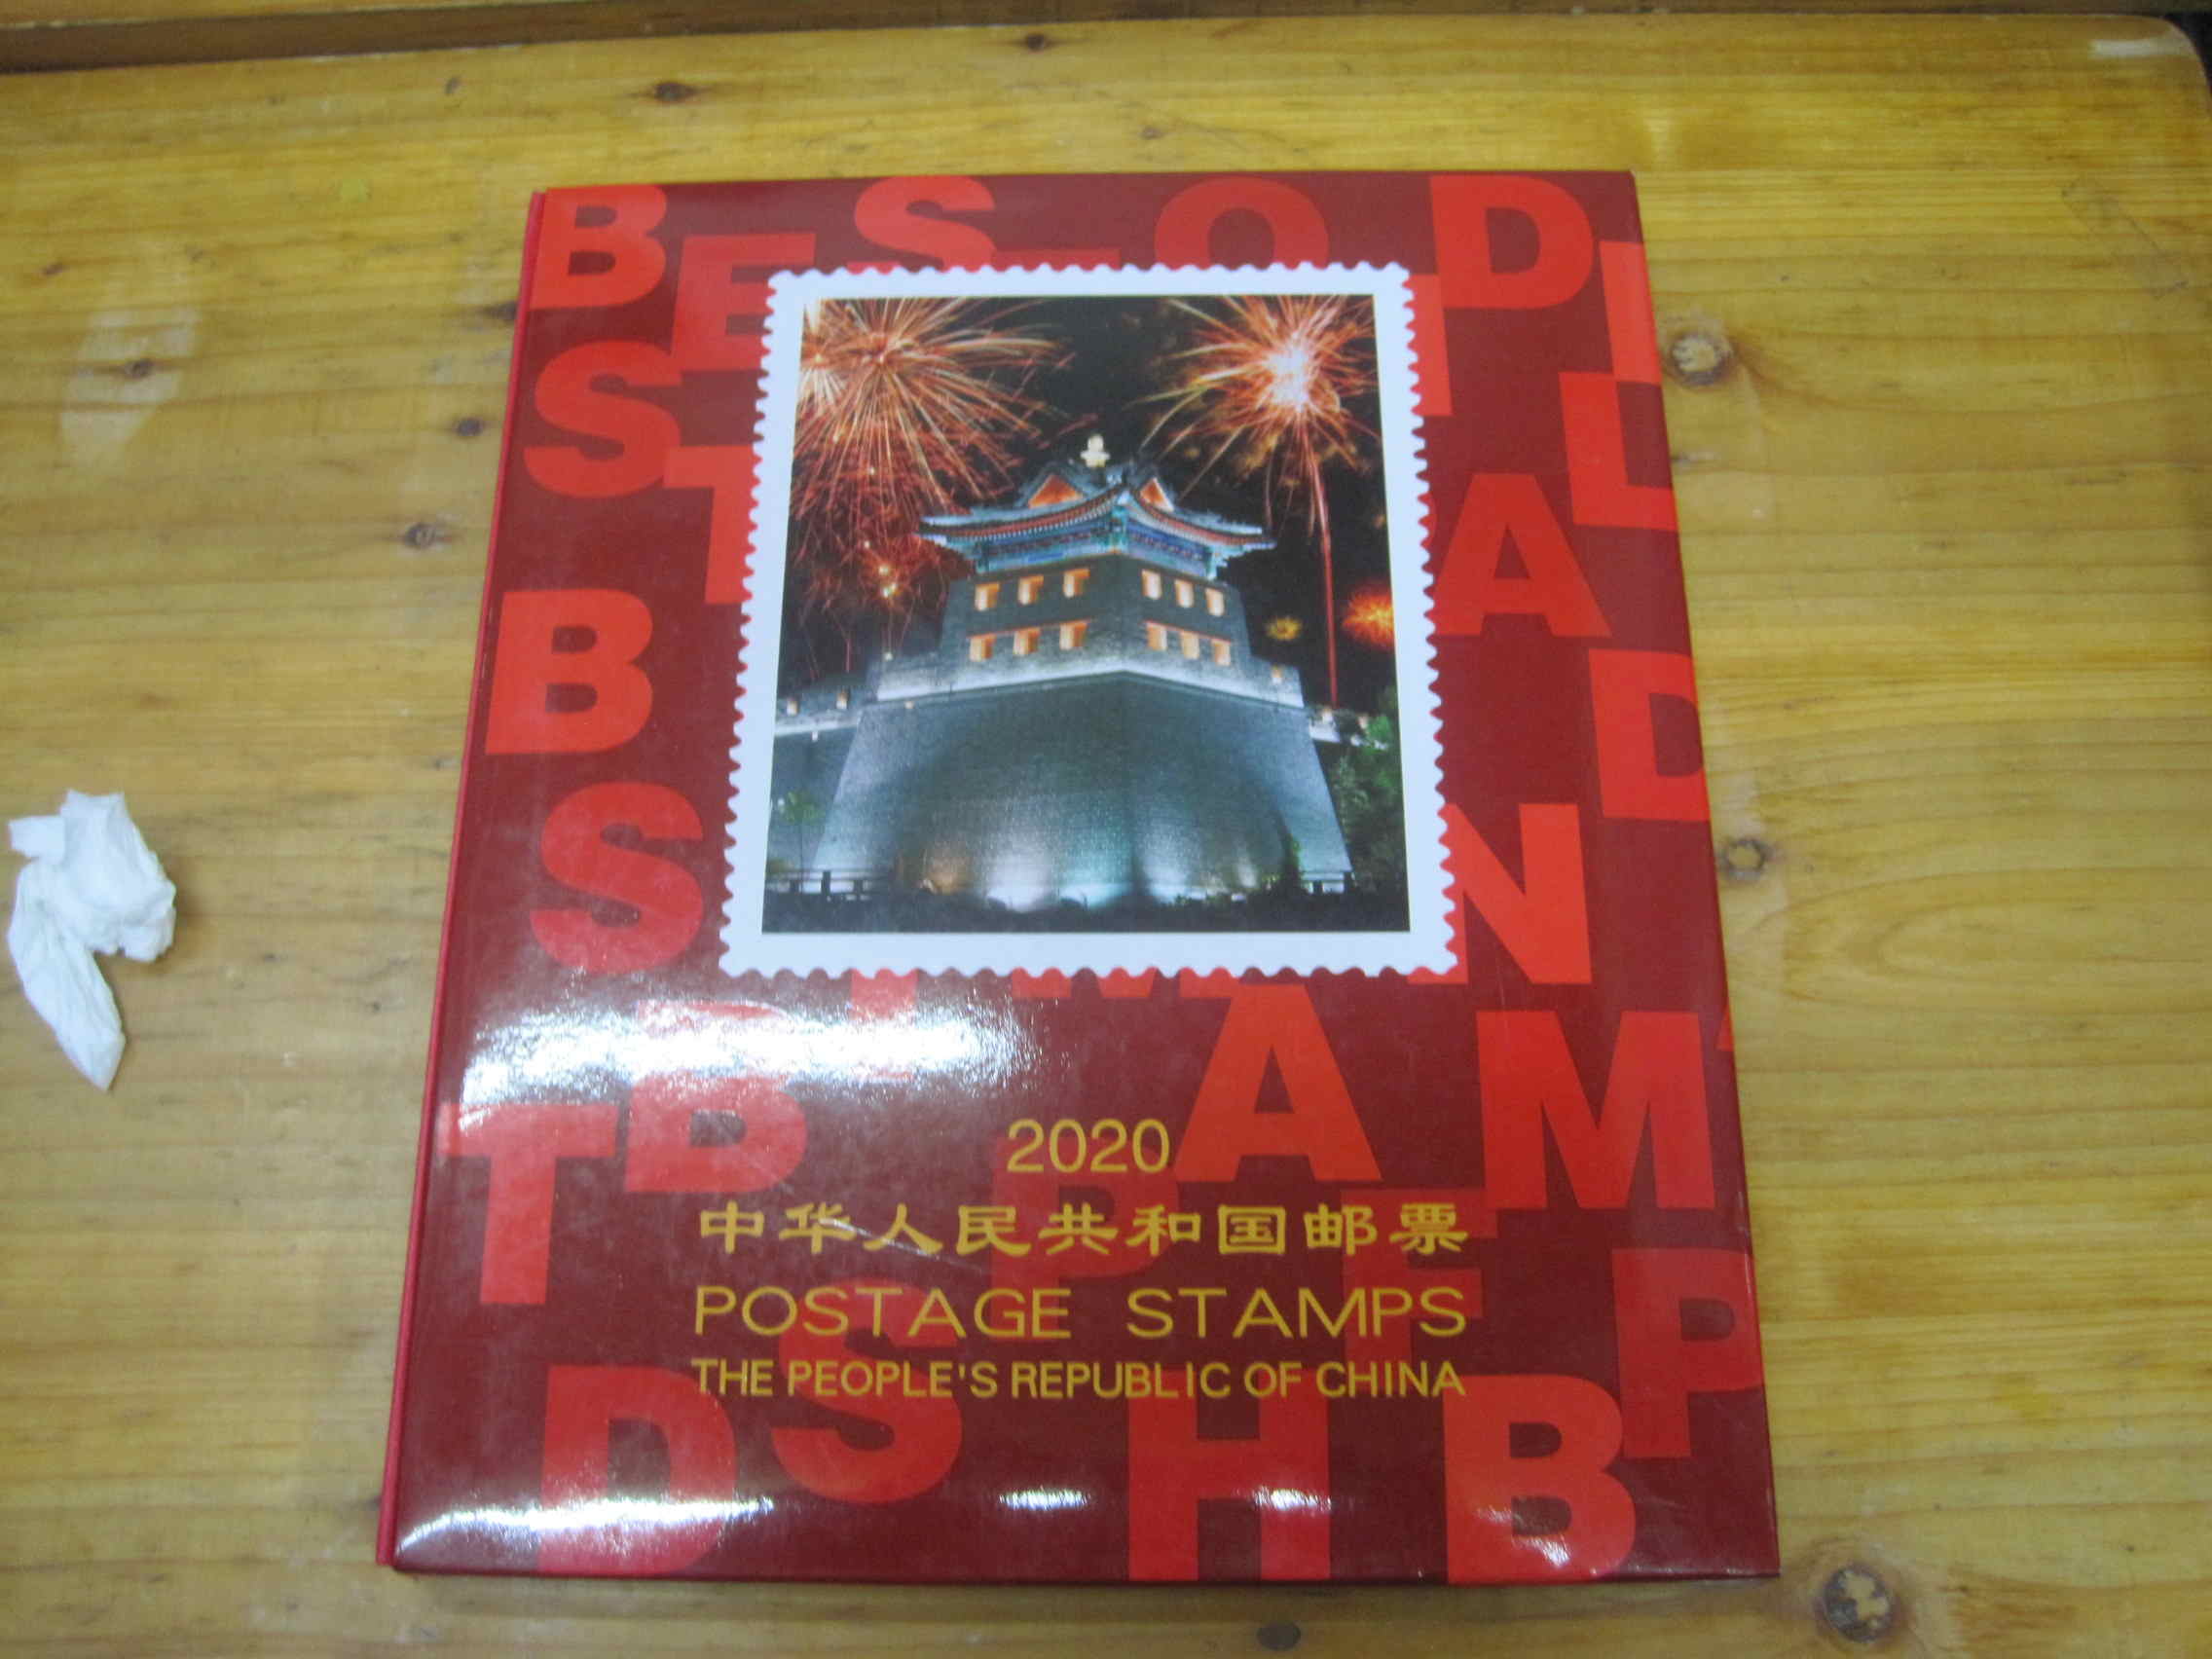 2020
中华人民共和国邮票
POSTAGE STAMPS
THE PEOPLE'S REPUBLIC OF CHINA